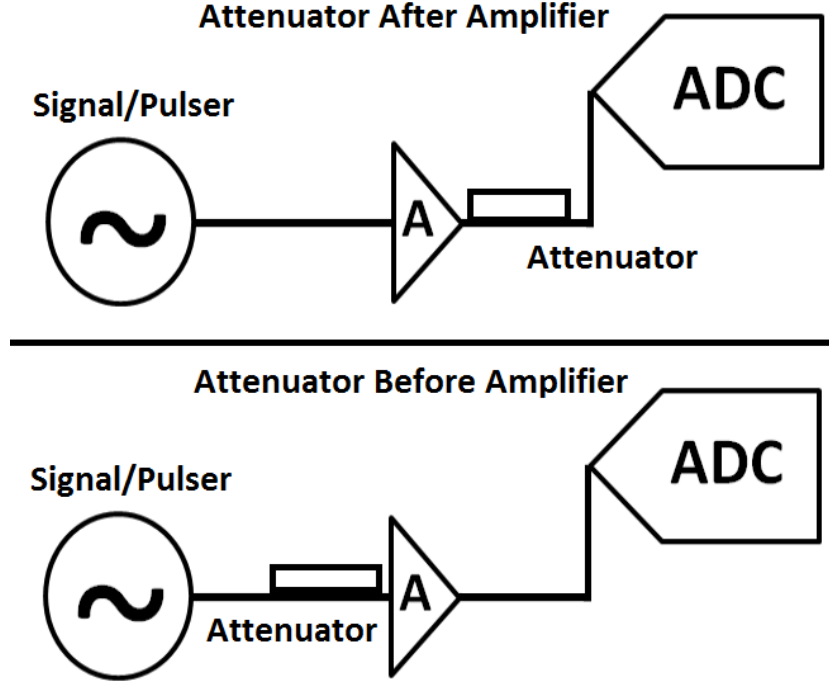 Attenuator After Amplifier
ADC
Signal/Pulser
A
Attenuator
Attenuator Before Amplifier
ADC
Signal/Pulser
A
Attenuator